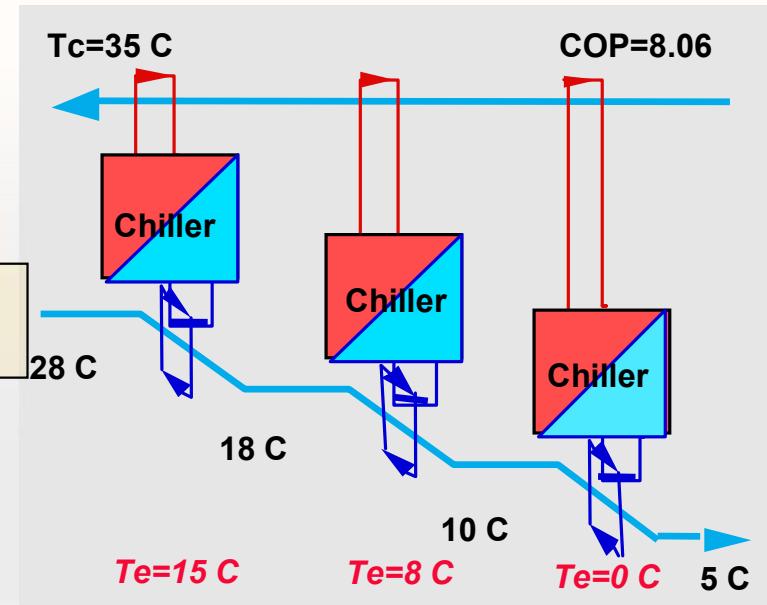 Tc=35 C
COP=8.06
Chiller
Chiller
Chiller
28 C
18 C
10 C
Te=15 C
Te=8 C
Te=0 C
5 C